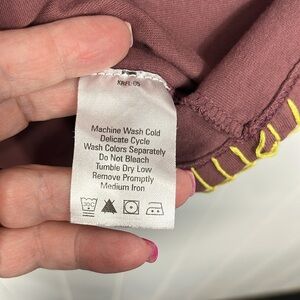 Machine Wash Cold
Delicate Cycle
Wash Colors Separately
Do Not Bleach
Tumble Dry Low
Remove Promptly
Medium Iron